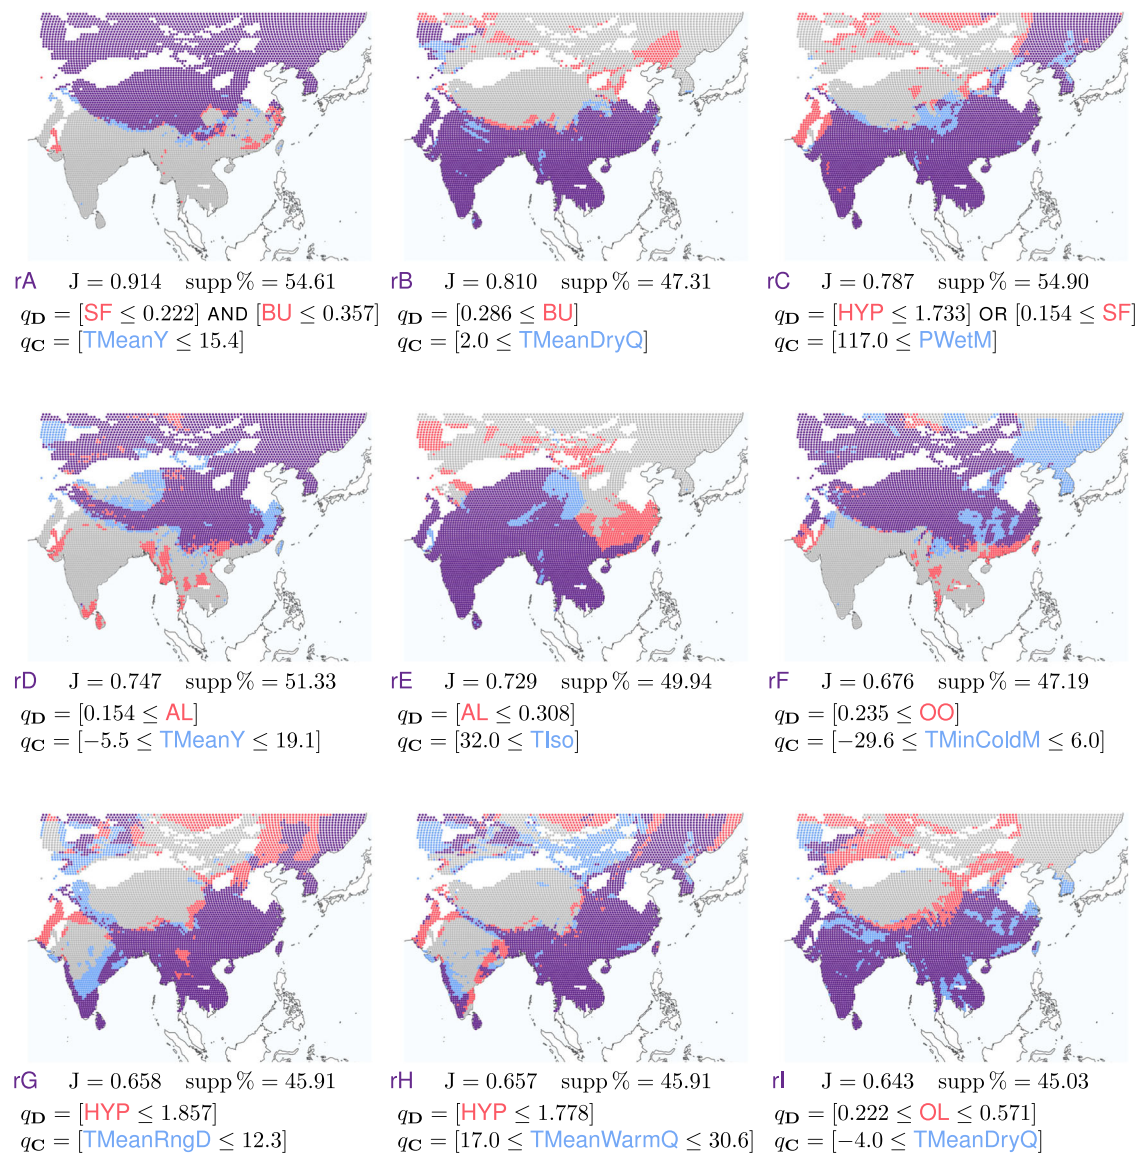 rA J = 0.914 supp % = 54.61
q_D = [SF ≤ 0.222] AND [BU ≤ 0.357]
q_C = [TMeanY ≤ 15.4]
rB J = 0.810 supp % = 47.31
q_D = [0.286 ≤ BU]
q_C = [2.0 ≤ TMeanDryQ]
rC J = 0.787 supp % = 54.90
q_D = [HYP ≤ 1.733] OR [0.154 ≤ SF]
q_C = [117.0 ≤ PWetM]
rD J = 0.747 supp % = 51.33
q_D = [0.154 ≤ AL]
q_C = [−5.5 ≤ TMeanY ≤ 19.1]
rE J = 0.729 supp % = 49.94
q_D = [AL ≤ 0.308]
q_C = [32.0 ≤ TIso]
rF J = 0.676 supp % = 47.19
q_D = [0.235 ≤ OO]
q_C = [−29.6 ≤ TMinColdM ≤ 6.0]
rG J = 0.658 supp % = 45.91
q_D = [HYP ≤ 1.857]
q_C = [TMeanRngD ≤ 12.3]
rH J = 0.657 supp % = 45.91
q_D = [HYP ≤ 1.778]
q_C = [17.0 ≤ TMeanWarmQ ≤ 30.6]
rI J = 0.643 supp % = 45.03
q_D = [0.222 ≤ OL ≤ 0.571]
q_C = [−4.0 ≤ TMeanDryQ]